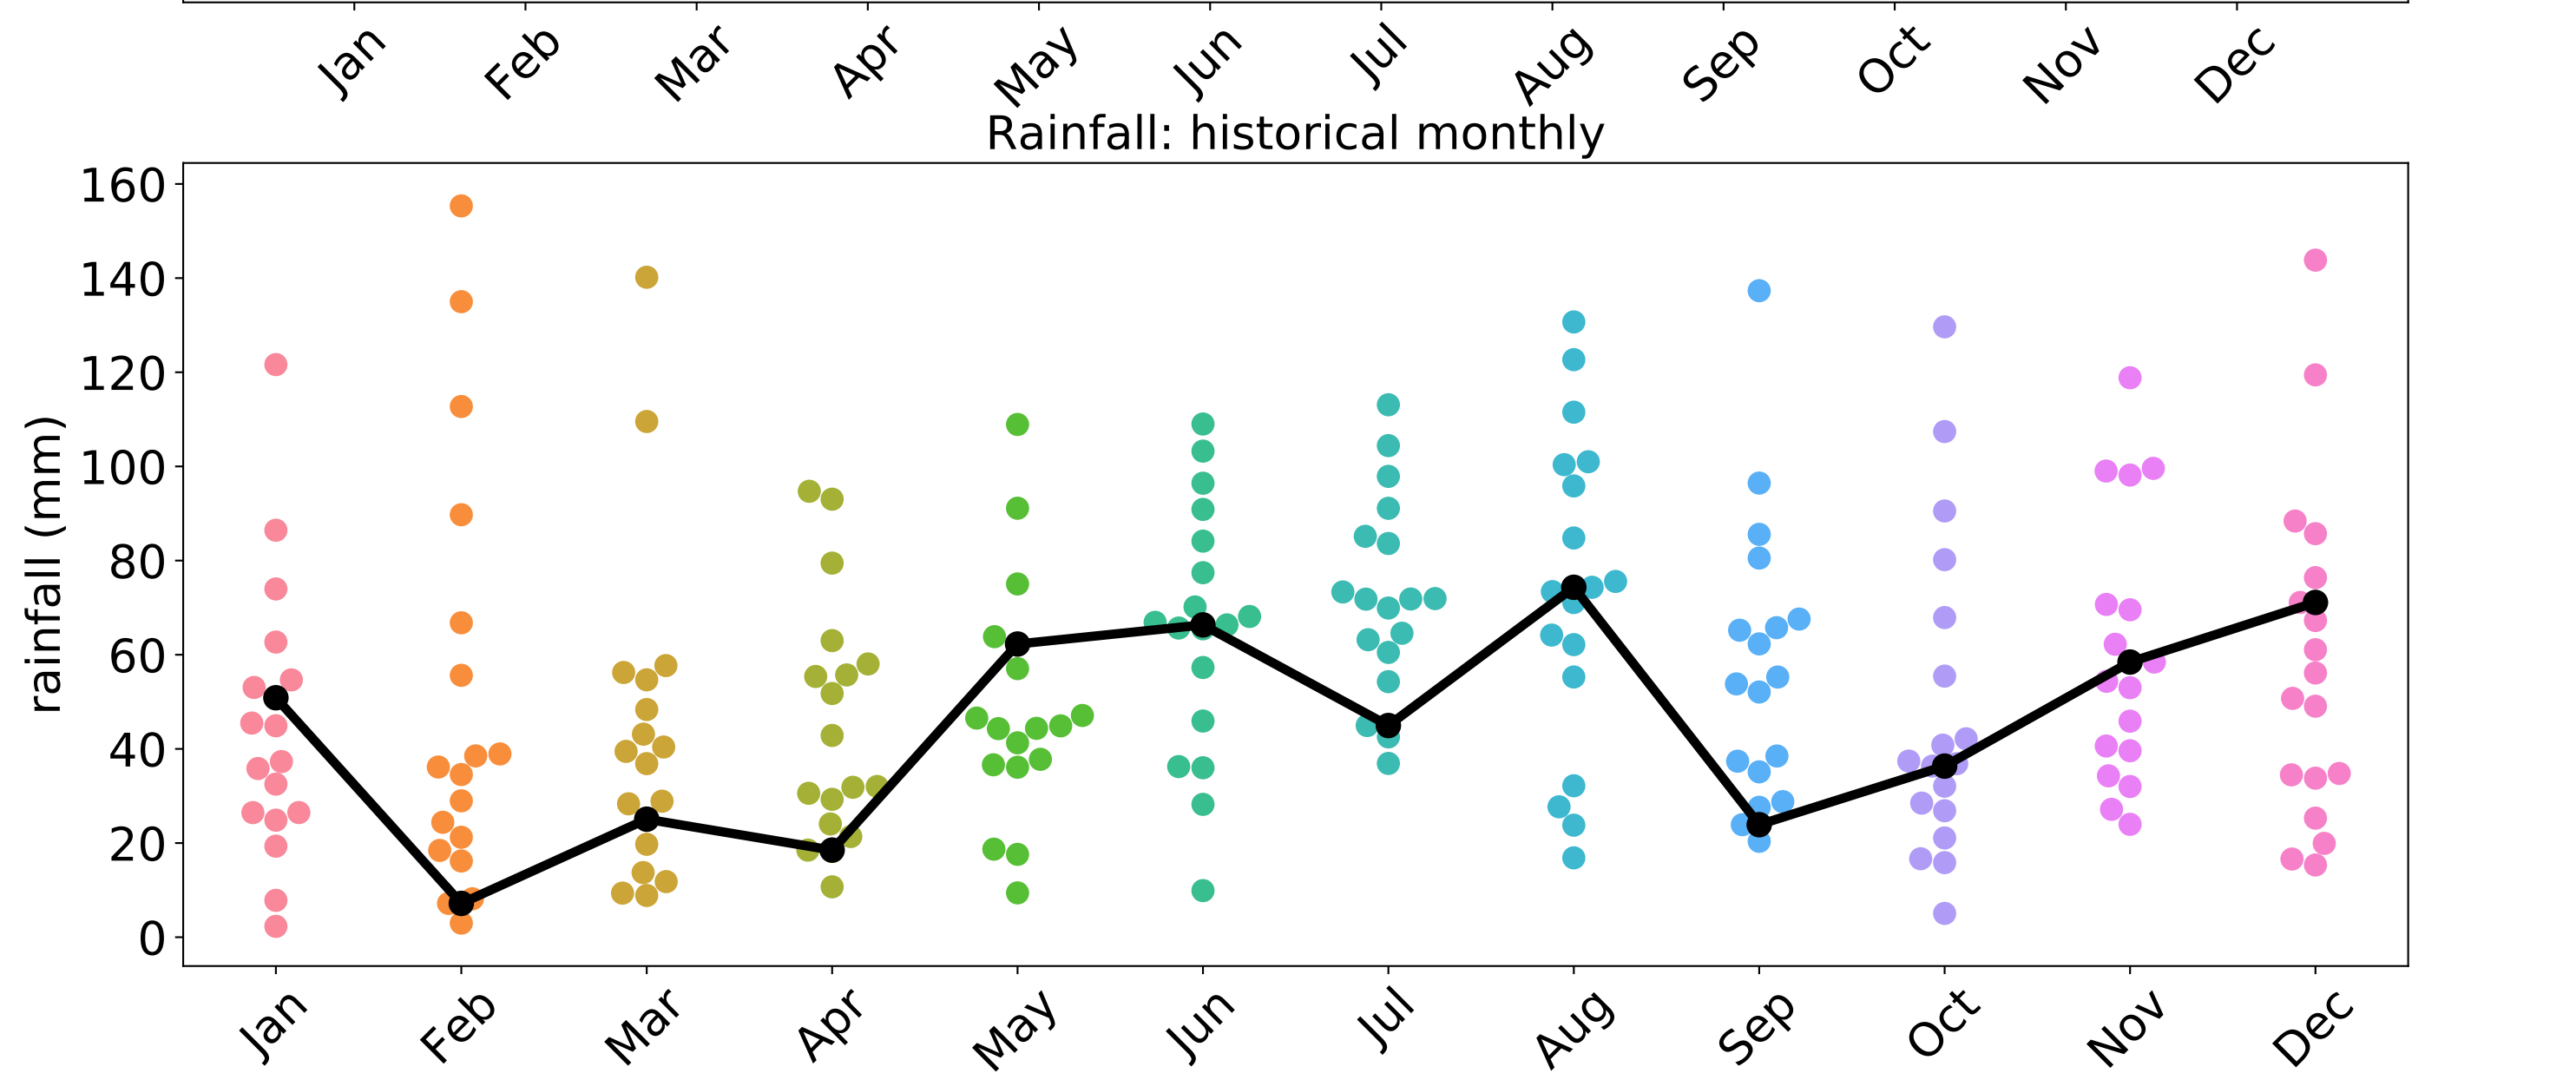 Jan Feb Mar Apr May Jun Jul Aug Sep Oct Nov Dec
Rainfall: historical monthly
rainfall (mm)
160
140
120
100
80
60
40
20
0
Jan Feb Mar Apr May Jun Jul Aug Sep Oct Nov Dec